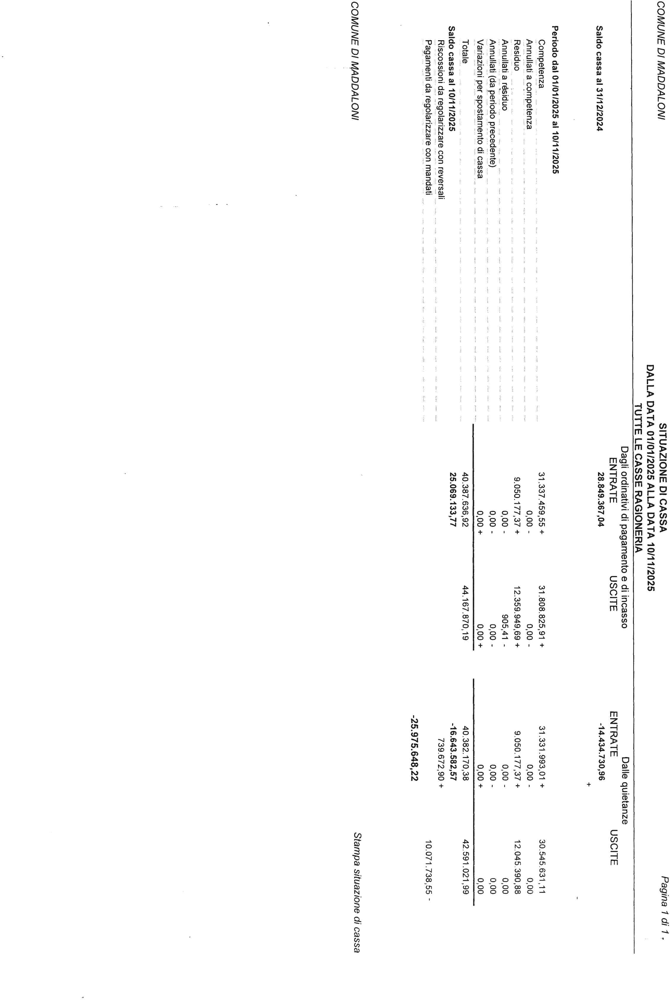 COMUNE DI MADDALONI
Pagina 1 di 1
SITUAZIONE DI CASSA
DALLA DATA 01/01/2025 ALLA DATA 10/11/2025
TUTTE LE CASSE RAGIONERIA
Dagli ordinativi di pagamento e di incasso Dalle quietanze
ENTRATE USCITE ENTRATE USCITE
Saldo cassa al 31/12/2024 28.849.367,04 -14.434.730,96
+
-
Periodo dal 01/01/2025 al 10/11/2025
Competenza 31.337.459,55 + 31.808.825,91 + 31.331.993,01 + 30.545.631,11
Annullati a competenza 0,00 - 0,00 - 0,00 - 0,00
Residuo 9.050.177,37 + 12.359.949,69 + 9.050.177,37 + 12.045.390,88
Annullati a residuo 0,00 - 905,41 - 0,00 - 0,00
Annullati (da periodo precedente) 0,00 - 0,00 - 0,00 - 0,00
Variazioni per spostamento di cassa 0,00 + 0,00 + 0,00 + 0,00
Totale 40.387.636,92 44.167.870,19 40.382.170,38 42.591.021,99
Saldo cassa al 10/11/2025 25.069.133,77 -16.643.582,57
Riscossioni da regolarizzare con reversali 739.672,90 +
Pagamenti da regolarizzare con mandati 10.071.738,55 -
-25.975.648,22
COMUNE DI MADDALONI Stampa situazione di cassa